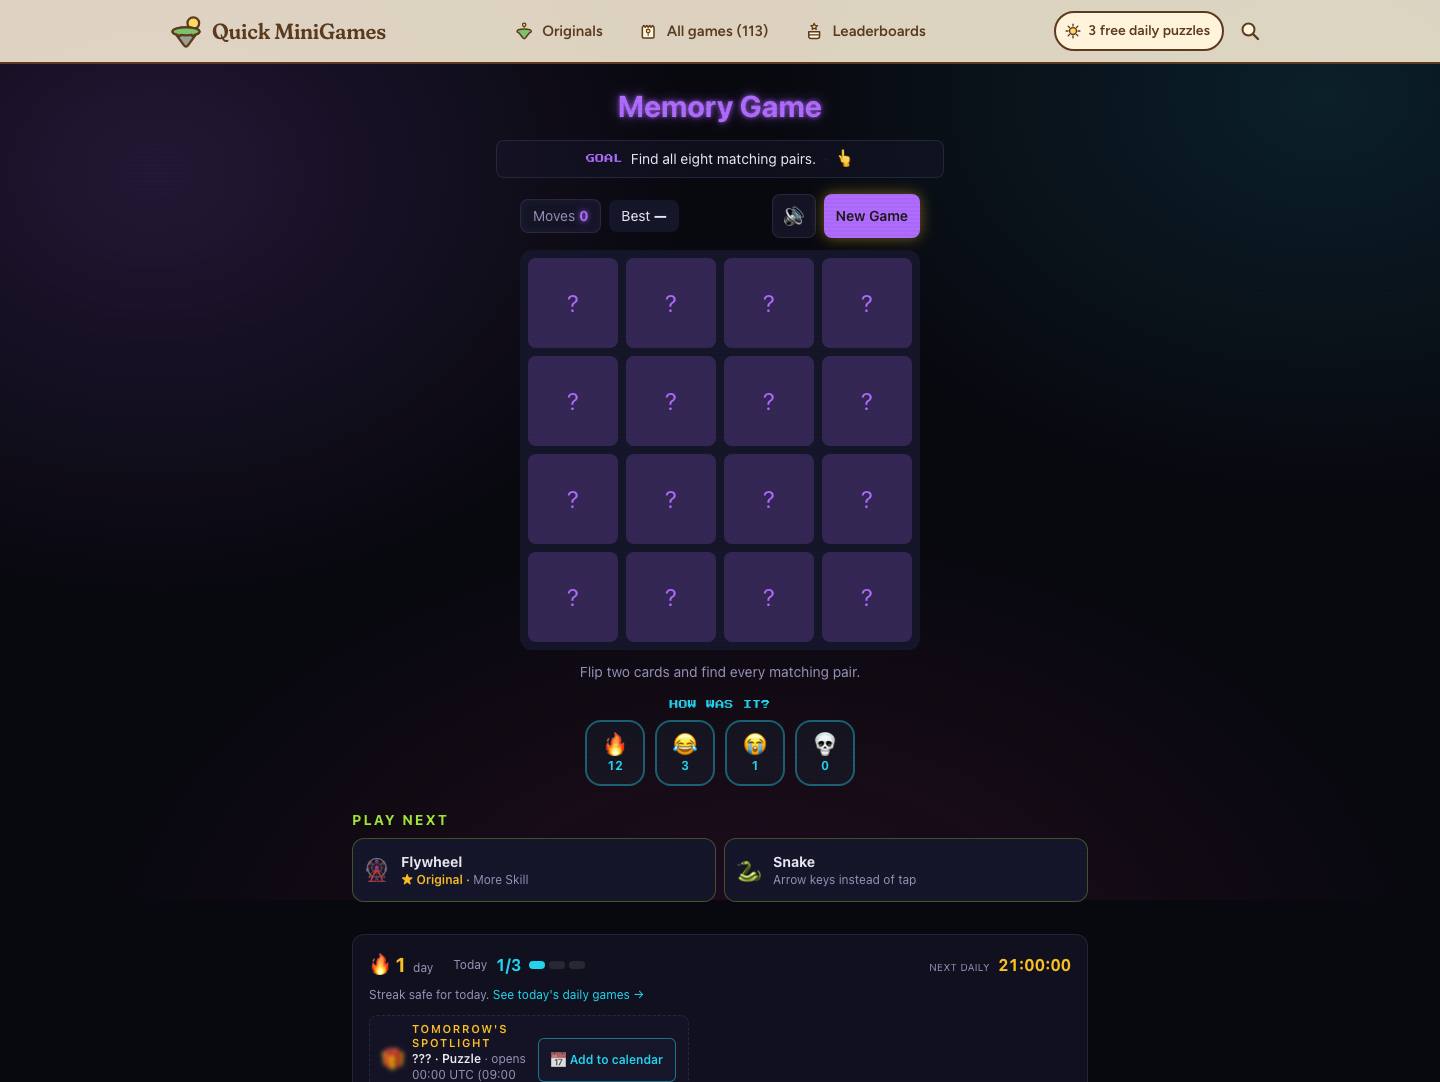 Quick MiniGames
Originals
All games (113)
Leaderboards
3 free daily puzzles
Memory Game
GOAL Find all eight matching pairs.
Moves 0
Best —
New Game
? ? ? ?
? ? ? ?
? ? ? ?
? ? ? ?
Flip two cards and find every matching pair.
HOW WAS IT?
12 3 1 0
PLAY NEXT
Flywheel
Original · More Skill
Snake
Arrow keys instead of tap
1 day Today 1/3
NEXT DAILY 21:00:00
Streak safe for today. See today's daily games →
TOMORROW'S
SPOTLIGHT
??? · Puzzle · opens
00:00 UTC (09:00
Add to calendar